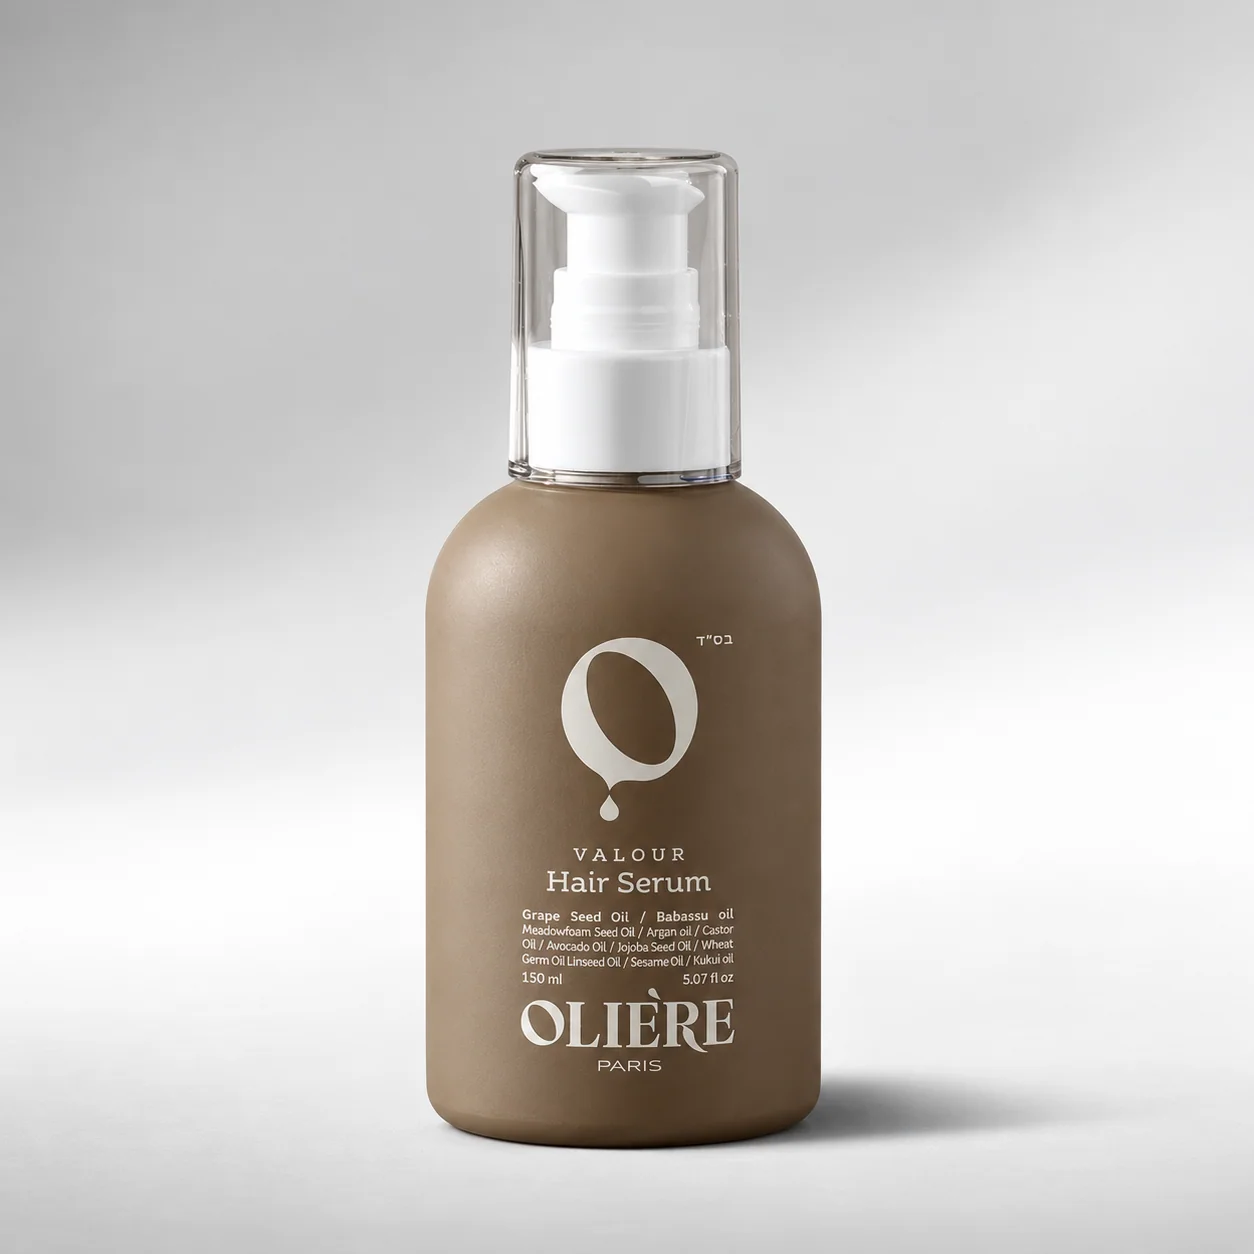 בס"ד
VALOUR
Hair Serum
Grape Seed Oil / Babassu oil
Meadowfoam Seed Oil / Argan oil / Castor
Oil / Avocado Oil / Jojoba Seed Oil / Wheat
Germ Oil Linseed Oil / Sesame Oil / Kukui oil
150 ml 5.07 fl oz
OLIÈRE
PARIS